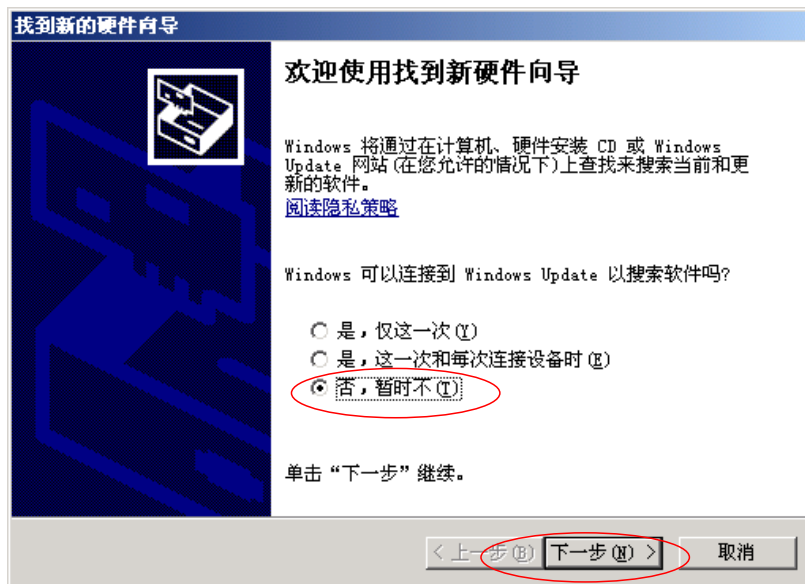 找到新的硬件向导
欢迎使用找到新硬件向导
Windows 将通过在计算机、硬件安装 CD 或 Windows
Update 网站(在您允许的情况下)上查找来搜索当前和更
新的软件。
阅读隐私策略
Windows 可以连接到 Windows Update 以搜索软件吗?
是，仅这一次(Y)
是，这一次和每次连接设备时(E)
否，暂时不(T)
单击“下一步”继续。
< 上一步(B) 下一步(N) > 取消